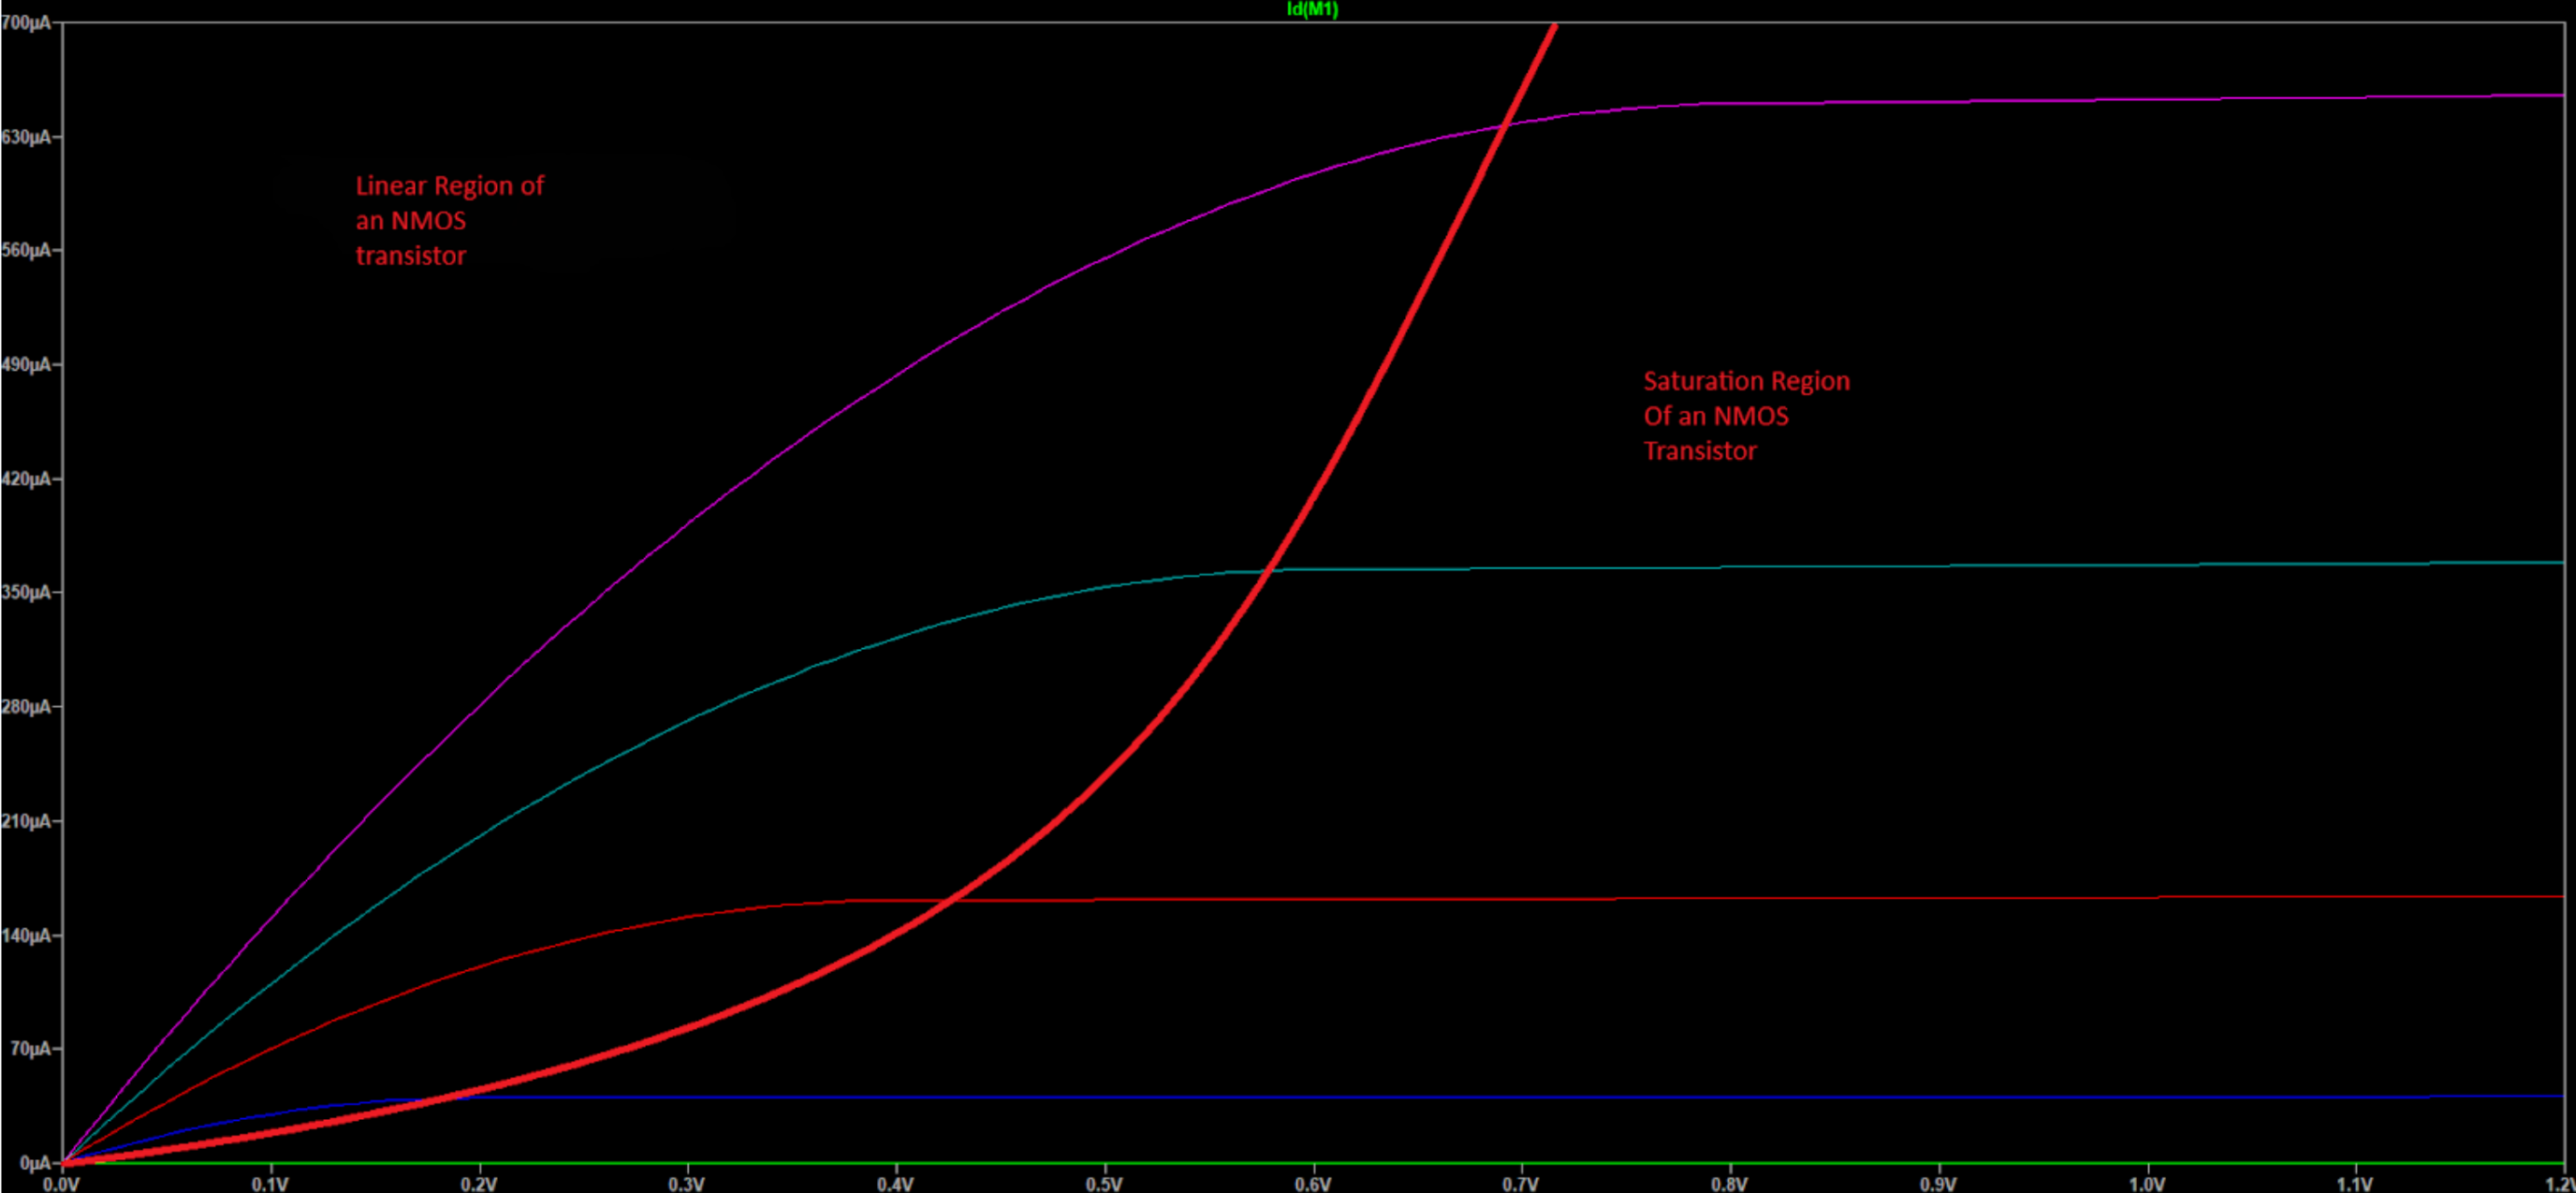 Id(M1)
700µA
630µA
560µA
490µA
420µA
350µA
280µA
210µA
140µA
70µA
0µA
Linear Region of
an NMOS
transistor
Saturation Region
Of an NMOS
Transistor
0.0V
0.1V
0.2V
0.3V
0.4V
0.5V
0.6V
0.7V
0.8V
0.9V
1.0V
1.1V
1.2